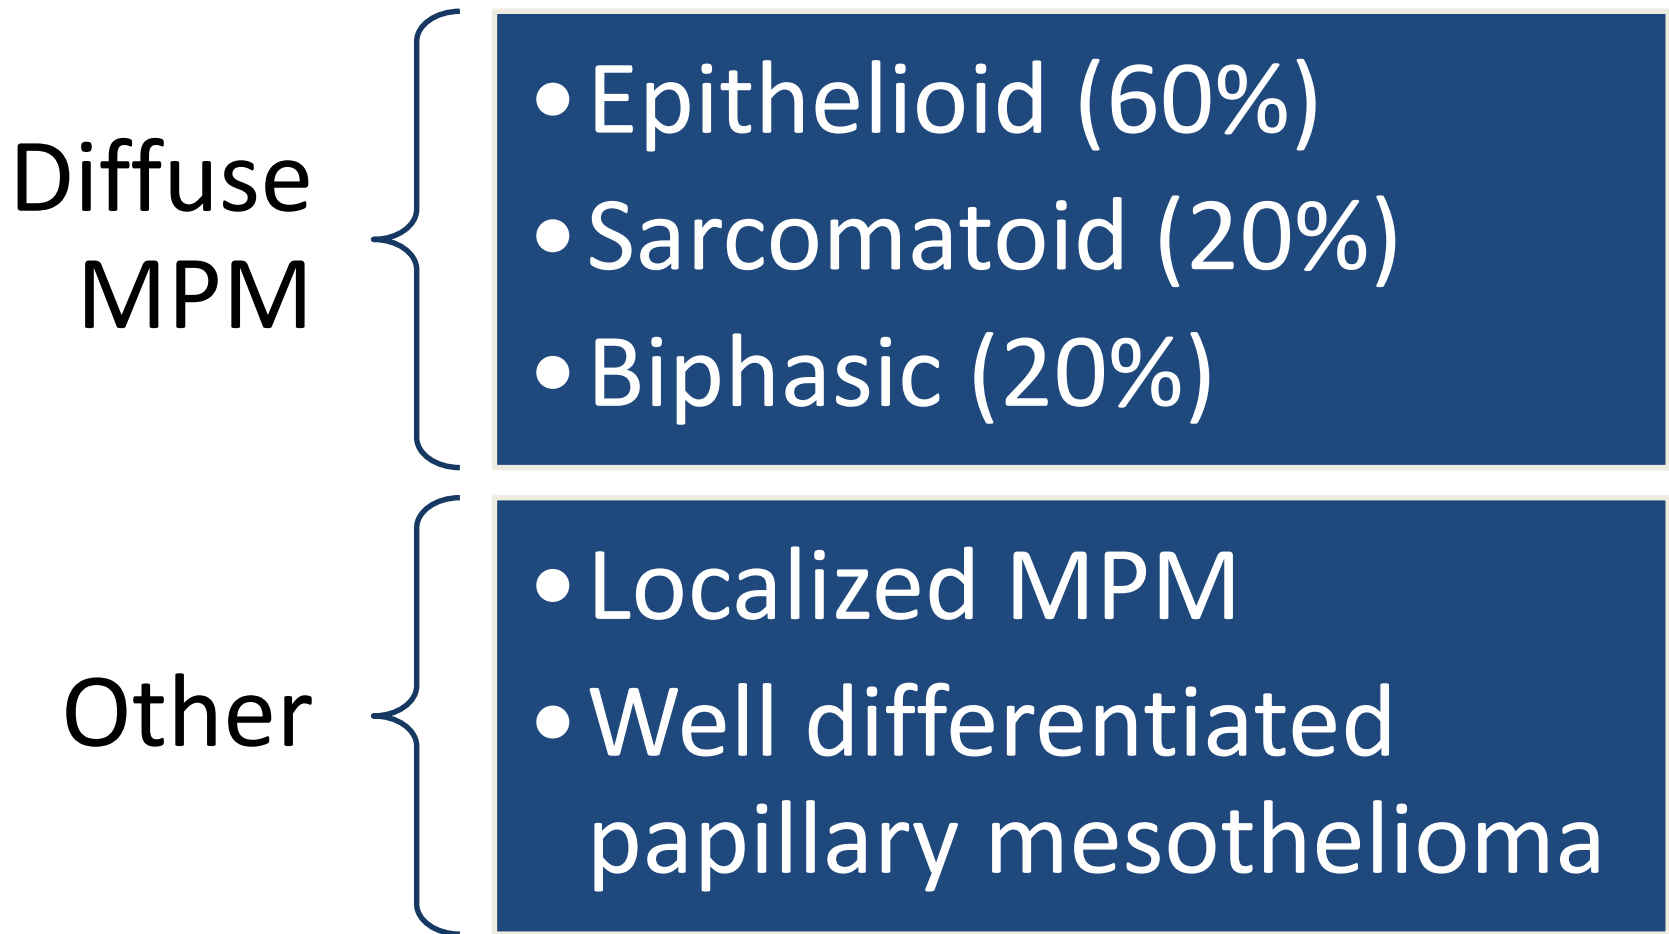 Diffuse
MPM
• Epithelioid (60%)
• Sarcomatoid (20%)
• Biphasic (20%)
Other
• Localized MPM
• Well differentiated
papillary mesothelioma